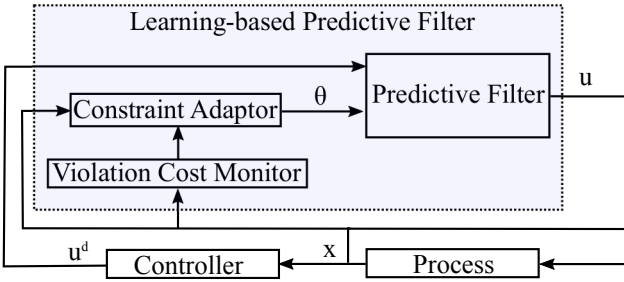 Learning-based Predictive Filter
u
Predictive Filter
θ
Constraint Adaptor
Violation Cost Monitor
u^d
x
Controller
Process